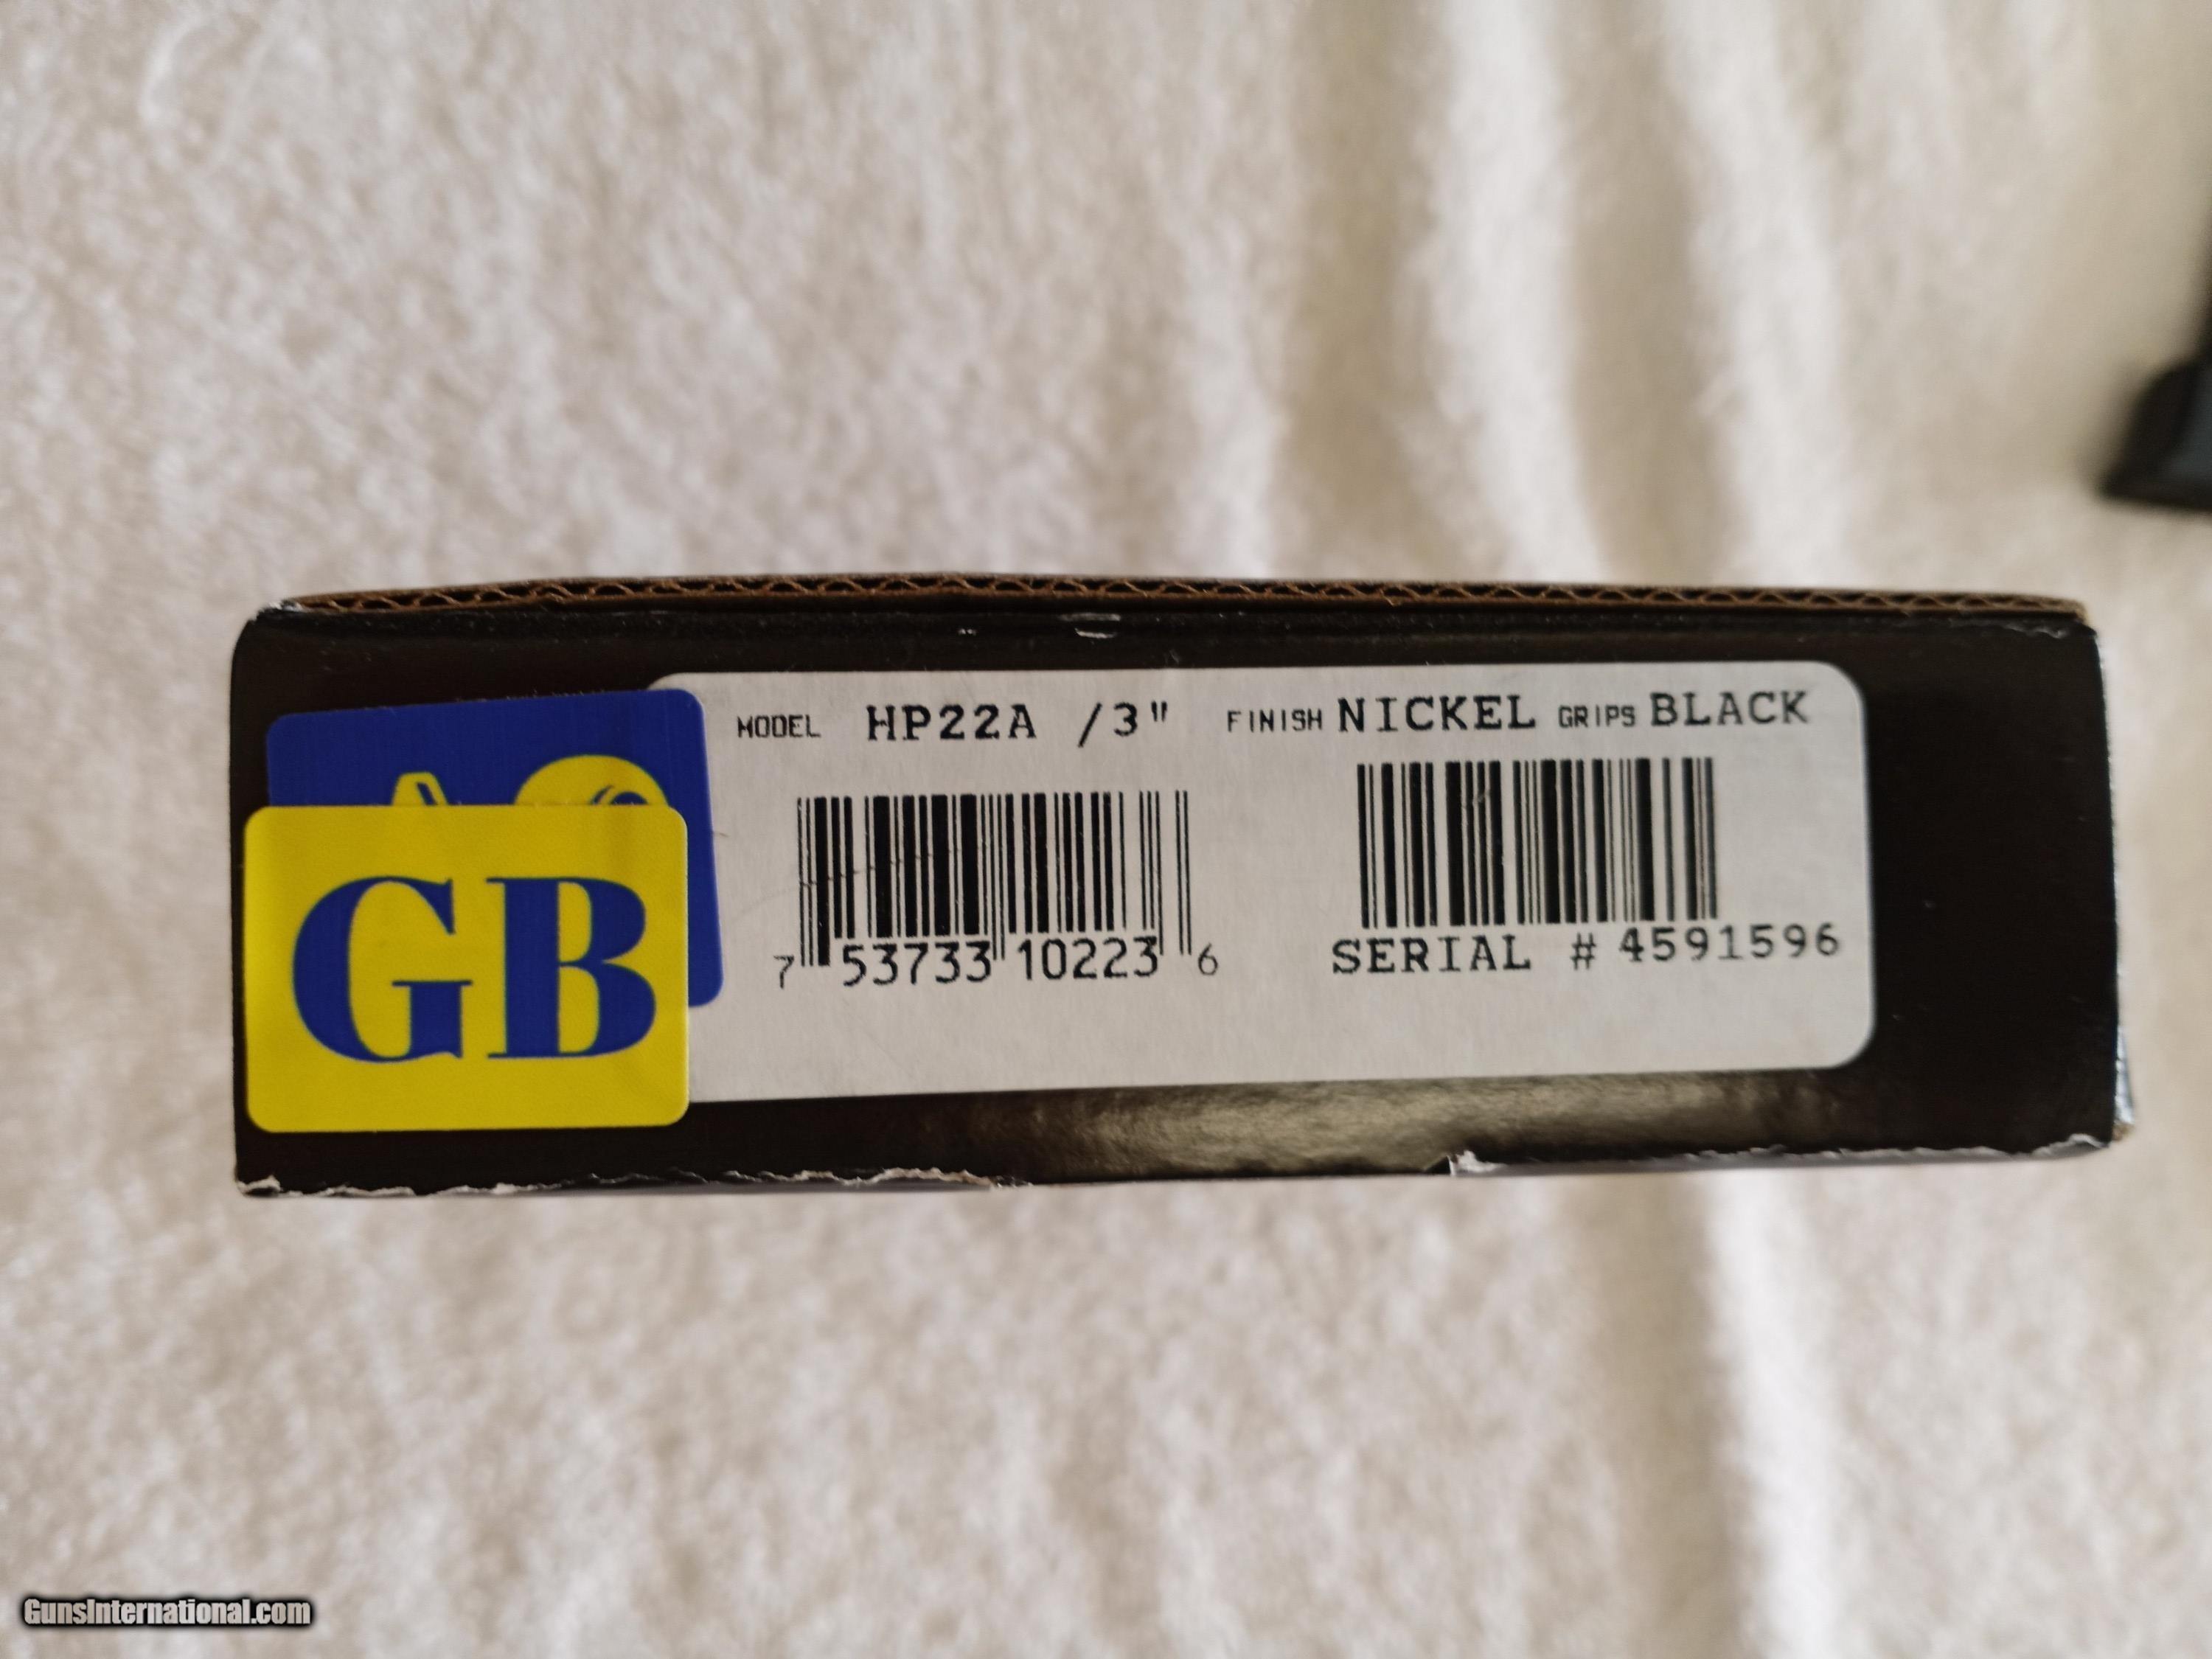 MODEL HP22A /3" FINISH NICKEL GRIPS BLACK
GB
7 53733 10223 6
SERIAL # 4591596
GunsInternational.com